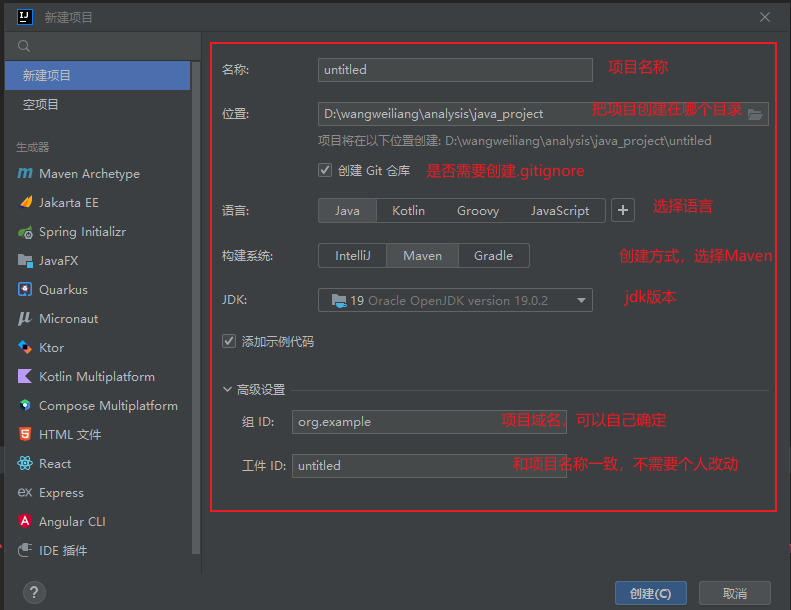 新建项目
新建项目
空项目
生成器
Maven Archetype
Jakarta EE
Spring Initializr
JavaFX
Quarkus
Micronaut
Ktor
Kotlin Multiplatform
Compose Multiplatform
HTML 文件
React
Express
Angular CLI
IDE 插件
名称: untitled 项目名称
位置: D:\wangweiliang\analysis\java_project 把项目创建在哪个目录
项目将在以下位置创建: D:\wangweiliang\analysis\java_project\untitled
创建 Git 仓库 是否需要创建.gitignore
语言: Java Kotlin Groovy JavaScript + 选择语言
构建系统: IntelliJ Maven Gradle 创建方式，选择Maven
JDK: 19 Oracle OpenJDK version 19.0.2 jdk版本
添加示例代码
高级设置
组 ID: org.example 项目域名，可以自己确定
工件 ID: untitled 和项目名称一致，不需要个人改动
? 创建(C) 取消